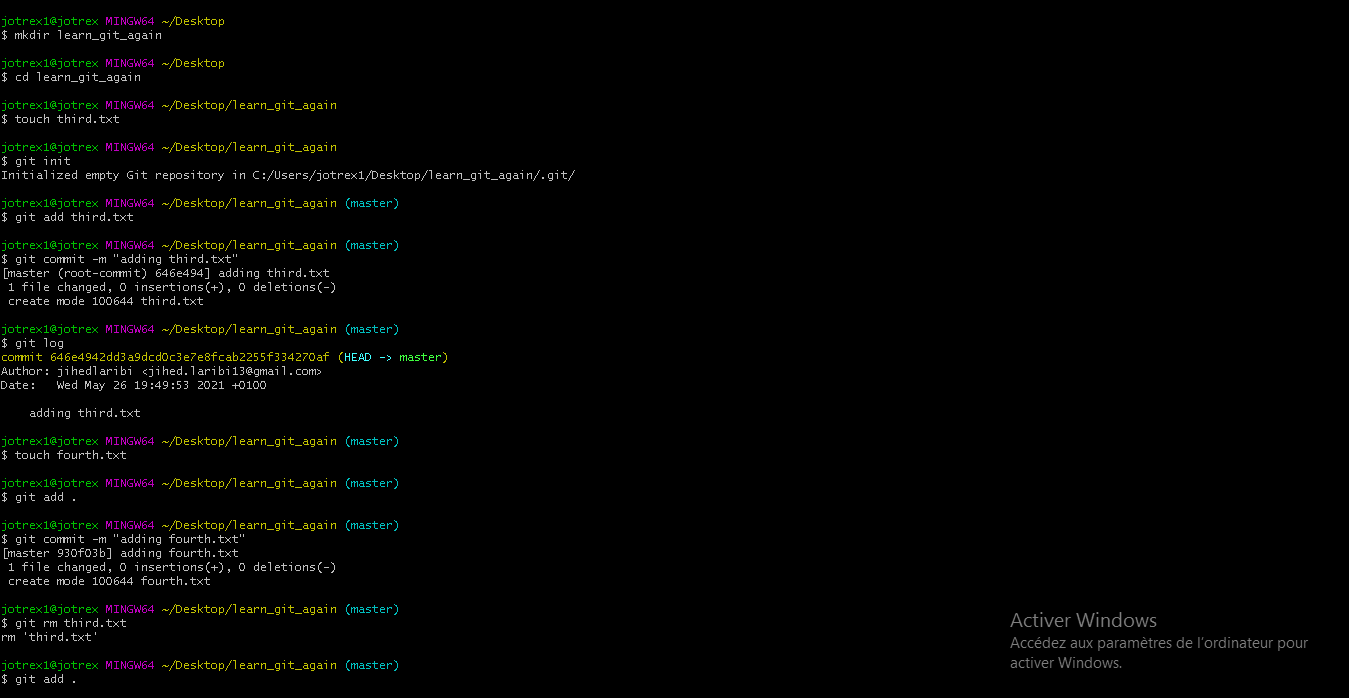 jotrex1@jotrex MINGW64 ~/Desktop
$ mkdir learn_git_again
jotrex1@jotrex MINGW64 ~/Desktop
$ cd learn_git_again
jotrex1@jotrex MINGW64 ~/Desktop/learn_git_again
$ touch third.txt
jotrex1@jotrex MINGW64 ~/Desktop/learn_git_again
$ git init
Initialized empty Git repository in C:/Users/jotrex1/Desktop/learn_git_again/.git/
jotrex1@jotrex MINGW64 ~/Desktop/learn_git_again (master)
$ git add third.txt
jotrex1@jotrex MINGW64 ~/Desktop/learn_git_again (master)
$ git commit -m "adding third.txt"
[master (root-commit) 646e494] adding third.txt
 1 file changed, 0 insertions(+), 0 deletions(-)
 create mode 100644 third.txt
jotrex1@jotrex MINGW64 ~/Desktop/learn_git_again (master)
$ git log
commit 646e4942dd3a9dcd0c3e7e8fcab2255f334270af (HEAD -> master)
Author: jihedlaribi <jihed.laribi13@gmail.com>
Date:   Wed May 26 19:49:53 2021 +0100
    adding third.txt
jotrex1@jotrex MINGW64 ~/Desktop/learn_git_again (master)
$ touch fourth.txt
jotrex1@jotrex MINGW64 ~/Desktop/learn_git_again (master)
$ git add .
jotrex1@jotrex MINGW64 ~/Desktop/learn_git_again (master)
$ git commit -m "adding fourth.txt"
[master 930f03b] adding fourth.txt
 1 file changed, 0 insertions(+), 0 deletions(-)
 create mode 100644 fourth.txt
jotrex1@jotrex MINGW64 ~/Desktop/learn_git_again (master)
$ git rm third.txt
rm 'third.txt'
jotrex1@jotrex MINGW64 ~/Desktop/learn_git_again (master)
$ git add .
Activer Windows
Accédez aux paramètres de l'ordinateur pour
activer Windows.